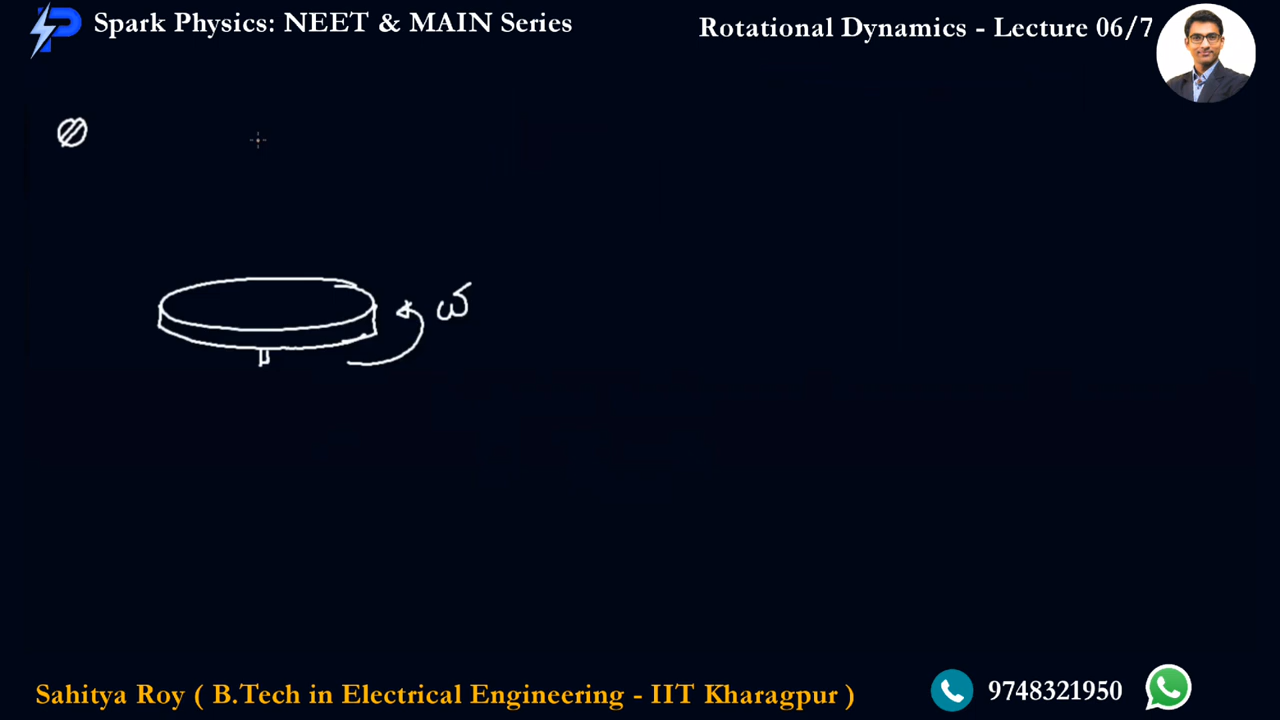 Spark Physics: NEET & MAIN Series
Rotational Dynamics - Lecture 06/7
ω
Sahitya Roy ( B.Tech in Electrical Engineering - IIT Kharagpur )
9748321950